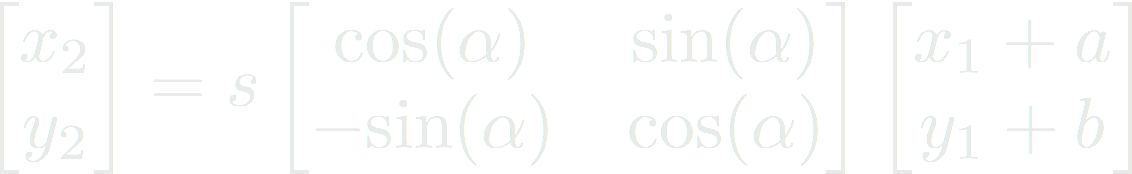 [x₂ y₂] = s [cos(α) sin(α) −sin(α) cos(α)] [x₁ + a y₁ + b]